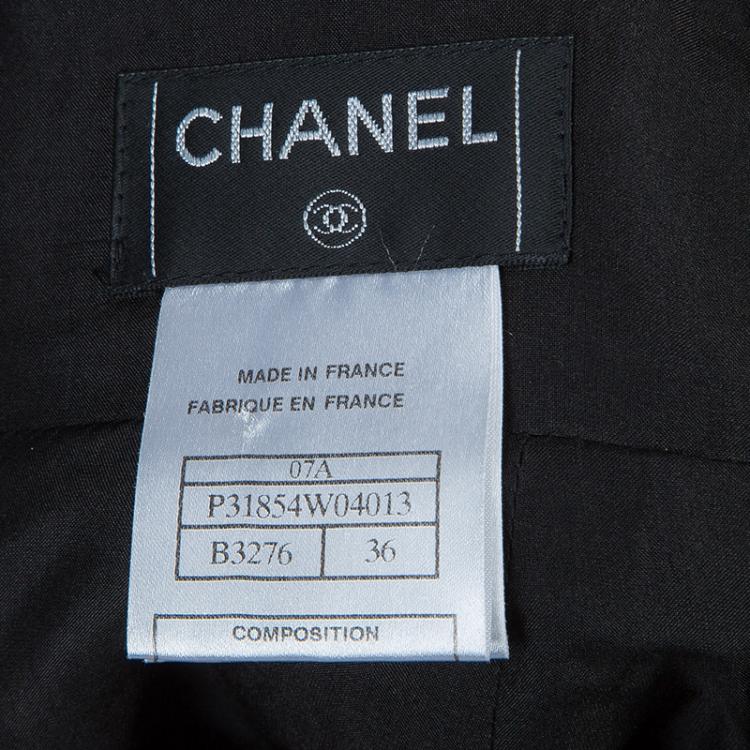 CHANEL
MADE IN FRANCE
FABRIQUE EN FRANCE
07A
P31854W04013
B3276 36
COMPOSITION